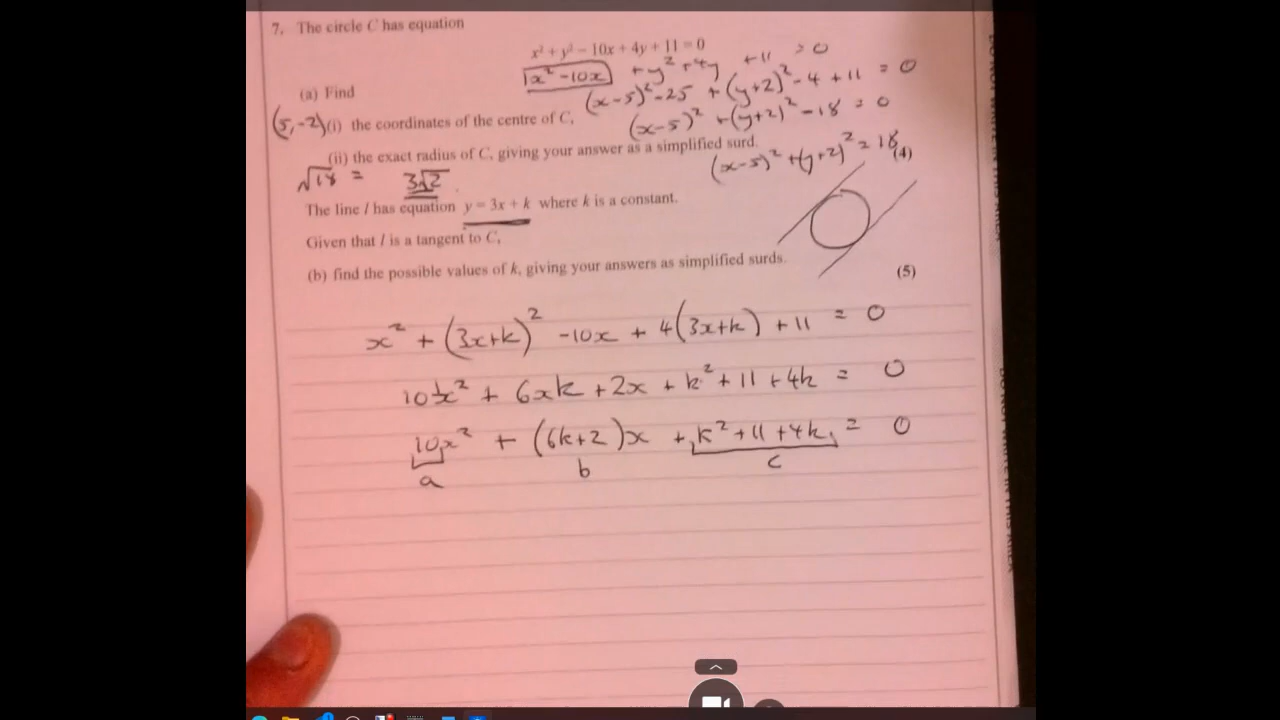 7. The circle C has equation
x² + y² − 10x + 4y + 11 = 0
x² −10x + y² +4y +11 = 0
(a) Find
(x−5)² −25 + (y+2)² −4 +11 = 0
(5,−2) (i) the coordinates of the centre of C,
(x−5)² +(y+2)² −18 = 0
(ii) the exact radius of C, giving your answer as a simplified surd.
(x−5)² +(y+2)² = 18
(4)
√18 = 3√2
The line l has equation y = 3x + k where k is a constant.
Given that l is a tangent to C,
(b) find the possible values of k, giving your answers as simplified surds.
(5)
x² + (3x+k)² −10x + 4(3x+k) +11 = 0
10x² + 6xk +2x + k² +11 +4k = 0
10x² + (6k+2)x + k² +11 +4k = 0
a b c